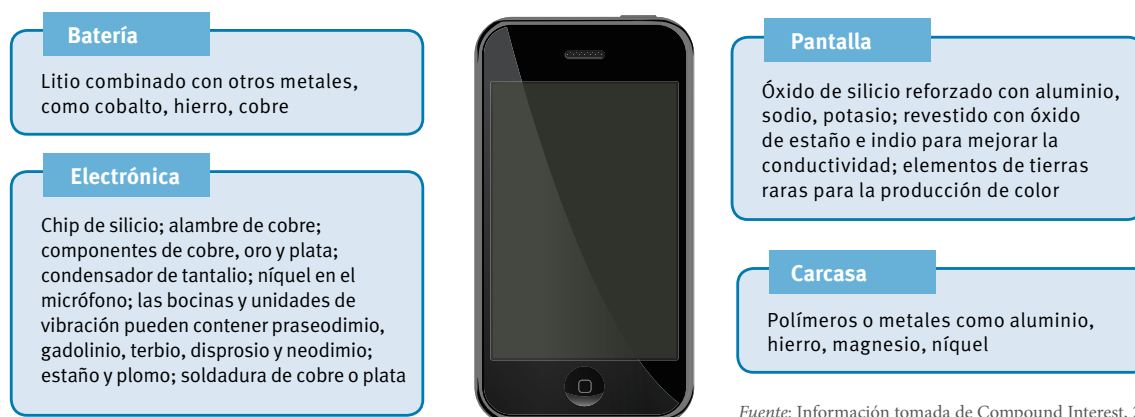 Batería
Litio combinado con otros metales,
como cobalto, hierro, cobre
Electrónica
Chip de silicio; alambre de cobre;
componentes de cobre, oro y plata;
condensador de tantalio; níquel en el
micrófono; las bocinas y unidades de
vibración pueden contener praseodimio,
gadolinio, terbio, disprosio y neodimio;
estaño y plomo; soldadura de cobre o plata
Pantalla
Óxido de silicio reforzado con aluminio,
sodio, potasio; revestido con óxido
de estaño e indio para mejorar la
conductividad; elementos de tierras
raras para la producción de color
Carcasa
Polímeros o metales como aluminio,
hierro, magnesio, níquel
Fuente: Información tomada de Compound Interest,